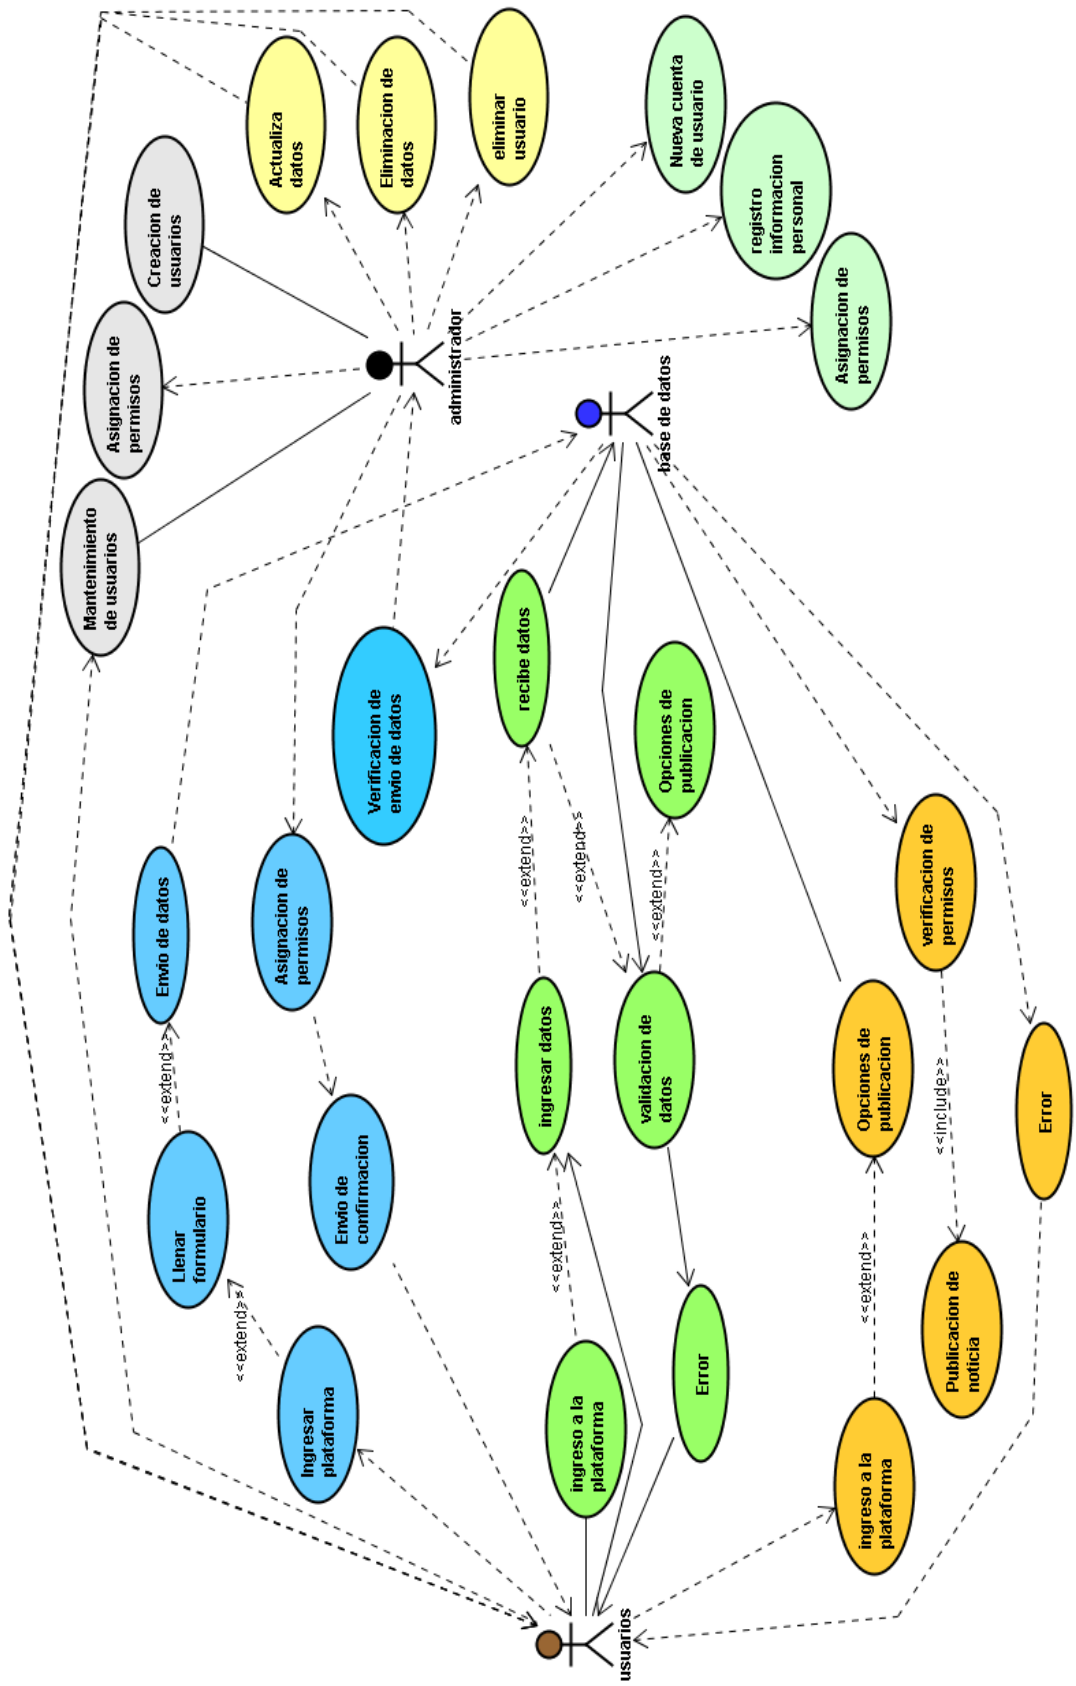 Mantenimiento
de usuarios
Asignacion de
permisos
Creacion de
usuarios
Envio de datos
<<extend>>
Llenar
formulario
<<extend>>
Actualiza
datos
Asignacion de
permisos
Ingresar
plataforma
Envio de
confirmacion
Verificacion de
envio de datos
Eliminacion de
datos
administrador
eliminar
usuario
recibe datos
<<extend>>
ingresar datos
<<extend>>
ingreso a la
plataforma
<<extend>>
usuarios
validacion de
datos
<<extend>>
base de datos
Opciones de
publicacion
Nueva cuenta
de usuario
Error
registro
informacion
personal
Asignacion de
permisos
Opciones de
publicacion
<<extend>>
ingreso a la
plataforma
verificacion de
permisos
<<include>>
Publicacion de
noticia
Error